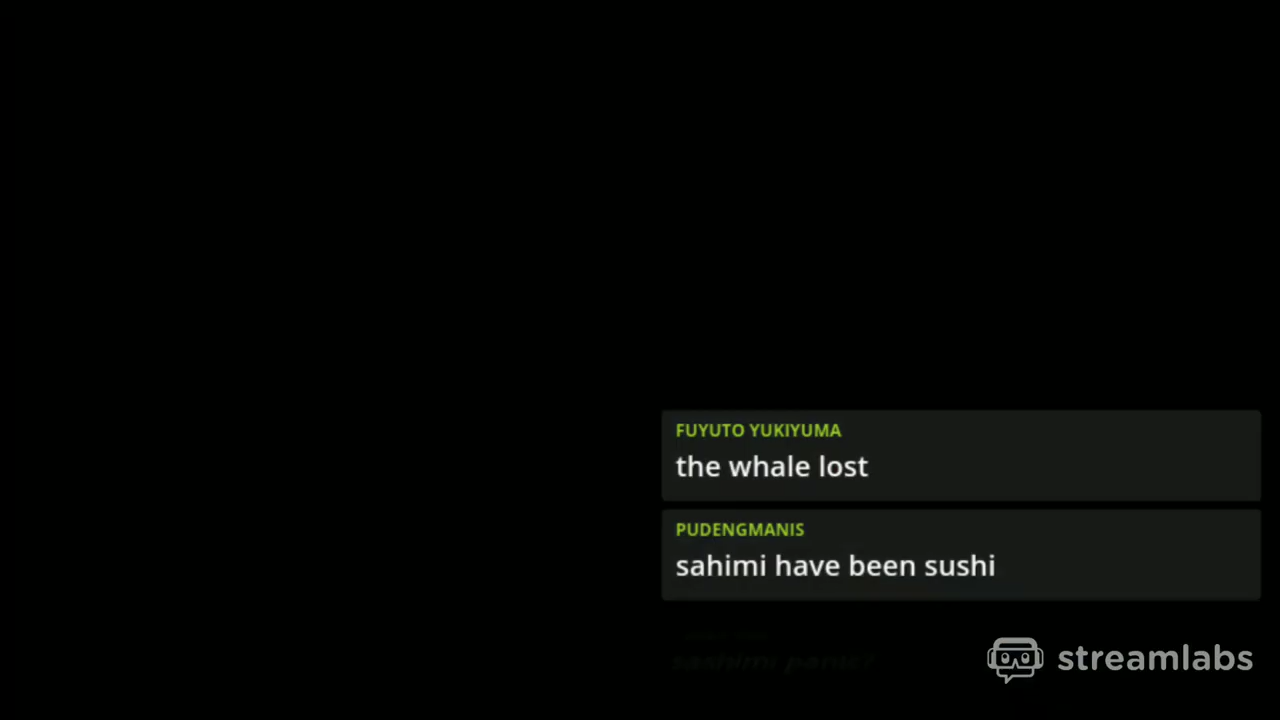 FUYUTO YUKIYUMA
the whale lost
PUDENGMANIS
sahimi have been sushi
streamlabs